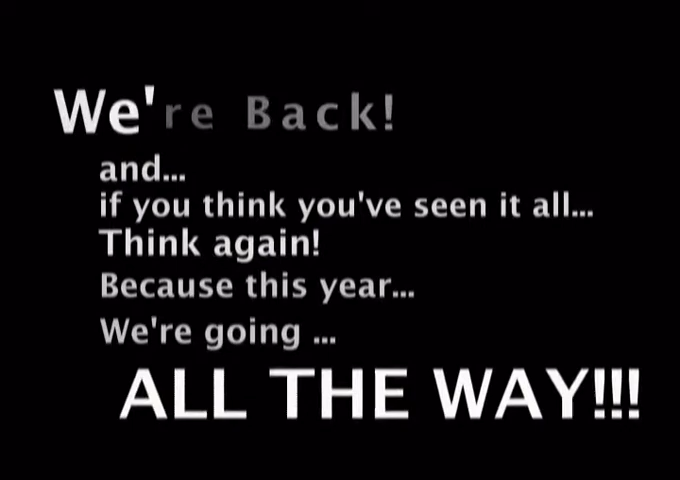 We're Back!
and...
if you think you've seen it all...
Think again!
Because this year...
We're going ...
ALL THE WAY!!!